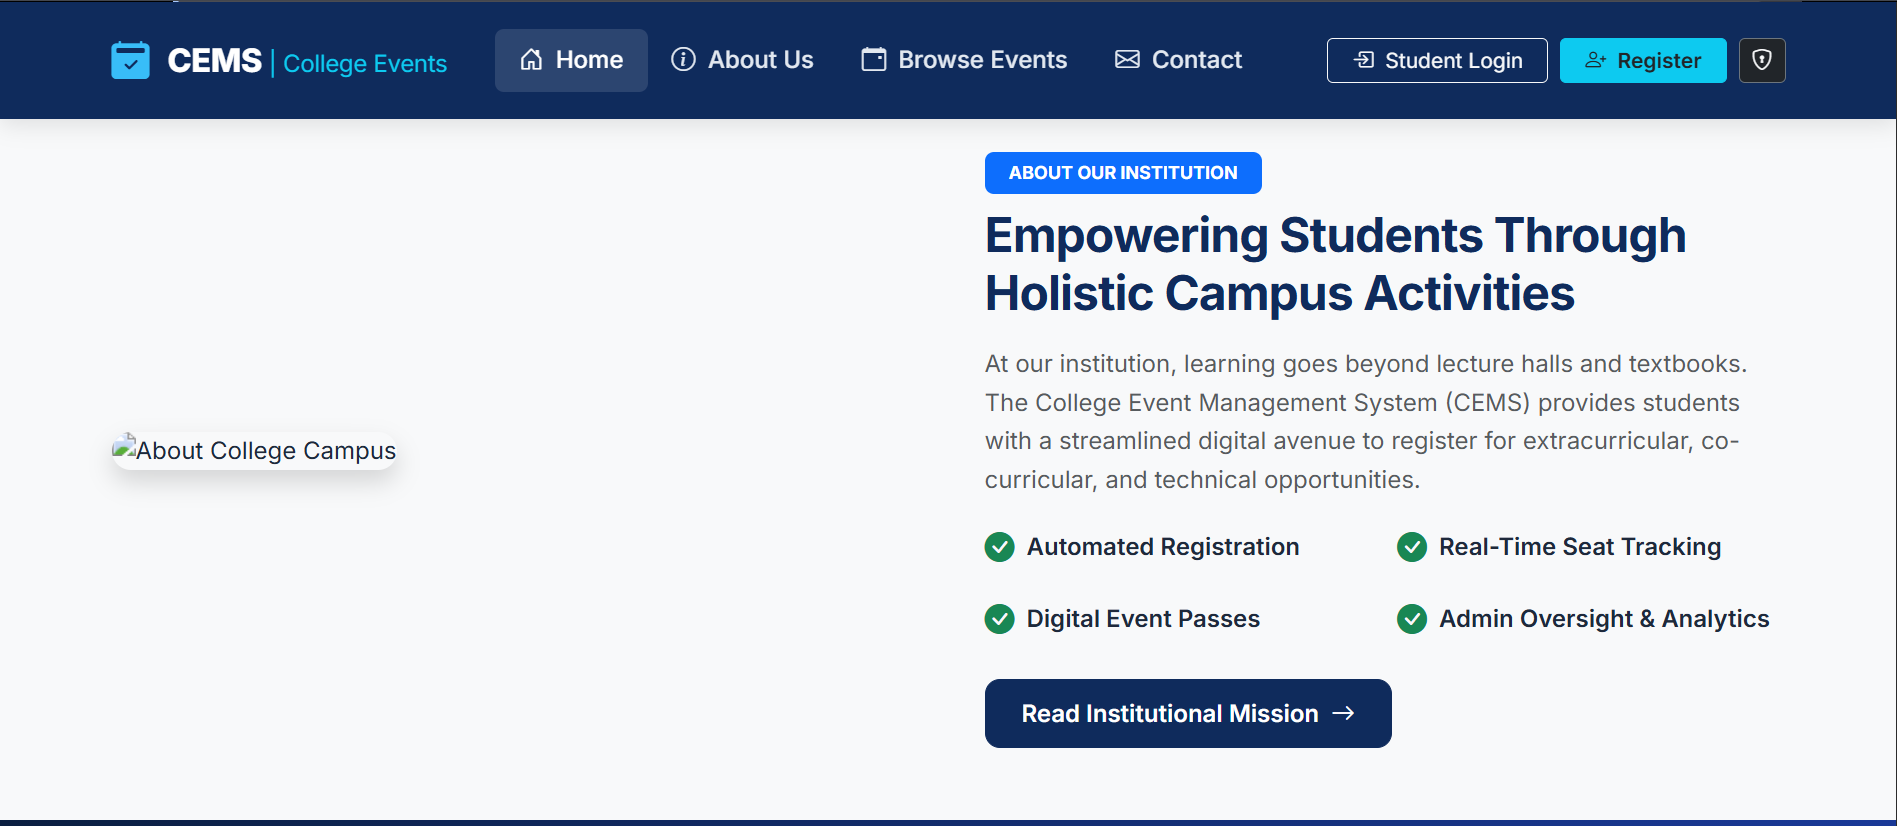 CEMS | College Events
Home
About Us
Browse Events
Contact
Student Login
Register
ABOUT OUR INSTITUTION
Empowering Students Through
Holistic Campus Activities
At our institution, learning goes beyond lecture halls and textbooks.
The College Event Management System (CEMS) provides students
with a streamlined digital avenue to register for extracurricular, co-
curricular, and technical opportunities.
About College Campus
Automated Registration
Real-Time Seat Tracking
Digital Event Passes
Admin Oversight & Analytics
Read Institutional Mission →